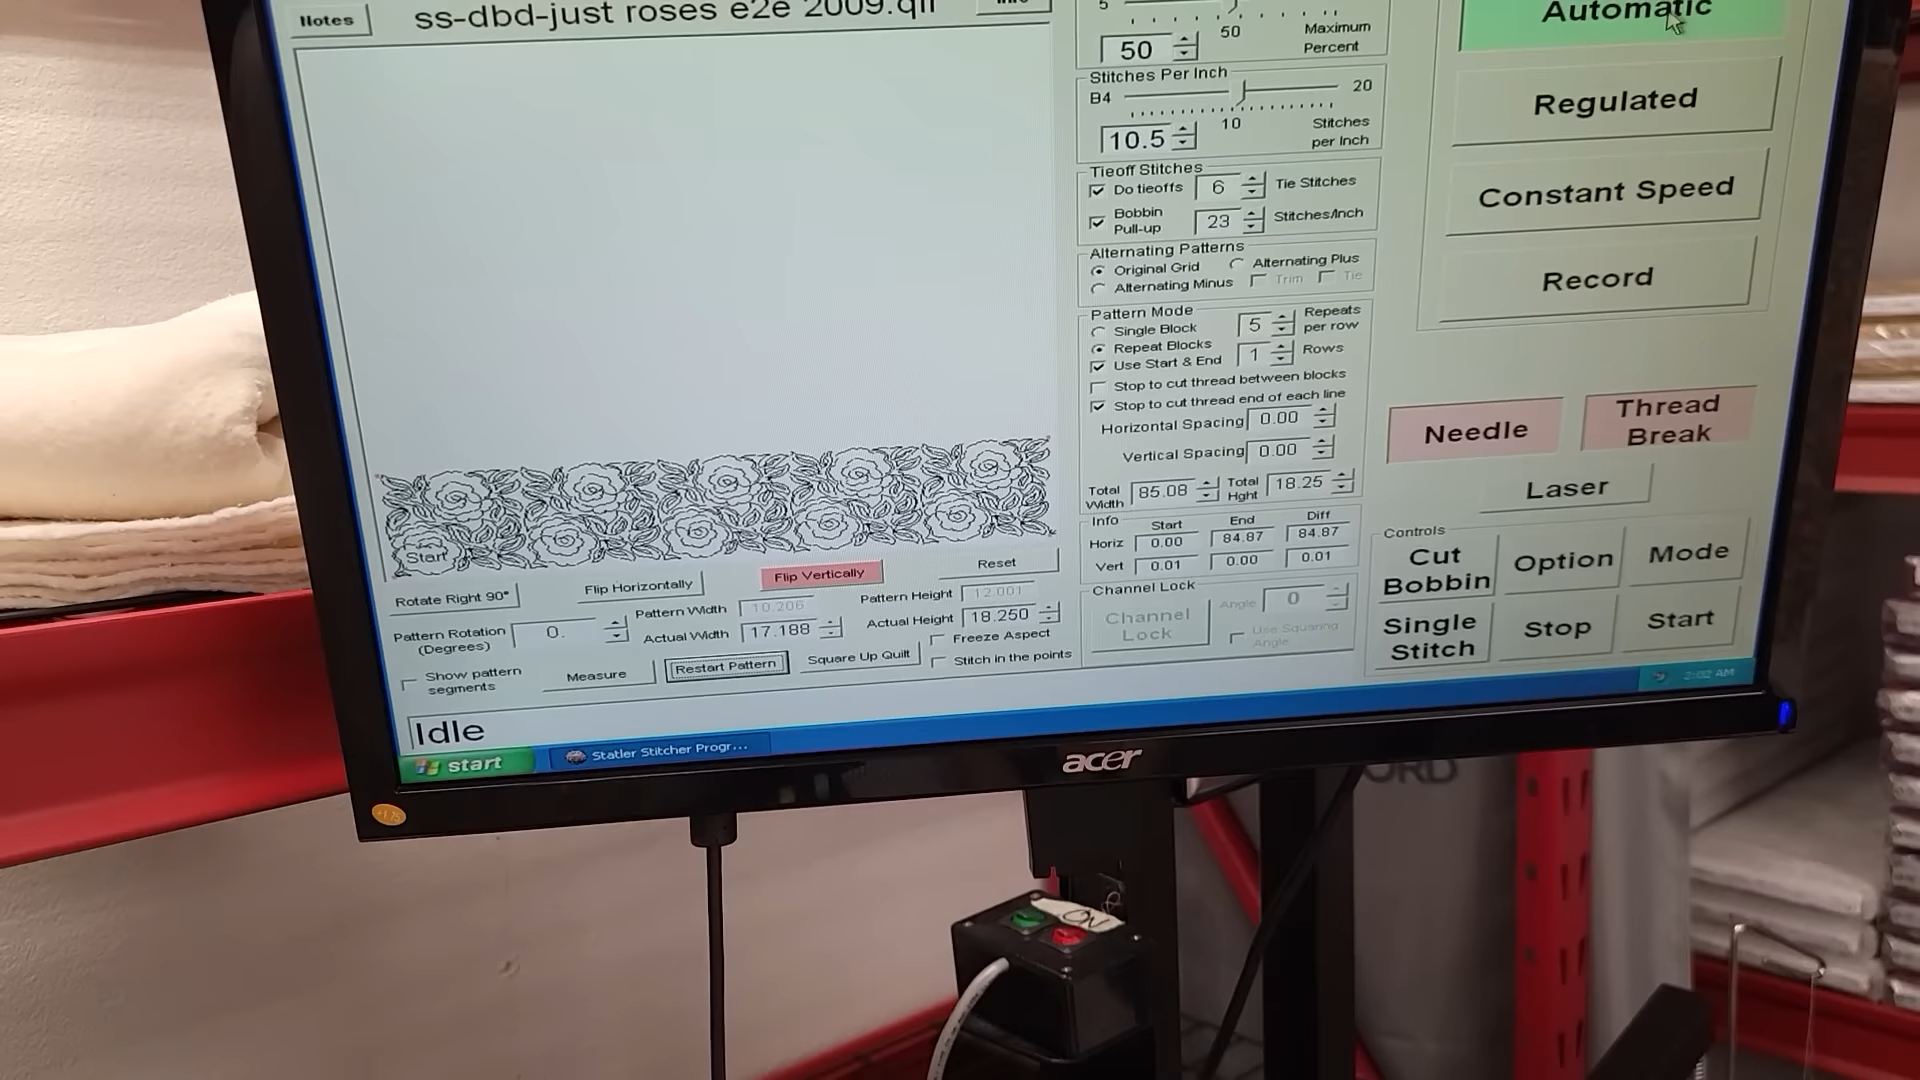 Notes
ss-dbd-just roses e2e 2009.qli
5
50
Maximum
Percent
50
Stitches Per Inch
B4
20
10
Stitches
per Inch
10.5
Tieoff Stitches
Do tieoffs
6
Tie Stitches
Bobbin
Pull-up
23
Stitches/Inch
Alternating Patterns
Original Grid
Alternating Plus
Alternating Minus
Trim
Tie
Pattern Mode
Single Block
5
Repeats
per row
Repeat Blocks
Use Start & End
1
Rows
Stop to cut thread between blocks
Stop to cut thread end of each line
Horizontal Spacing
0.00
Vertical Spacing
0.00
Total
Width
85.08
Total
Hght
18.25
Info
Start
End
Diff
Horiz
0.00
84.87
84.87
Vert
0.01
0.00
0.01
Channel Lock
Channel
Lock
Angle
0
Use Squaring
Angle
Automatic
Regulated
Constant Speed
Record
Needle
Thread
Break
Laser
Controls
Cut
Bobbin
Option
Mode
Single
Stitch
Stop
Start
Start
Rotate Right 90°
Flip Horizontally
Flip Vertically
Reset
Pattern Rotation
(Degrees)
0.
Pattern Width
10.206
Pattern Height
12.001
Actual Width
17.188
Actual Height
18.250
Freeze Aspect
Show pattern
segments
Measure
Restart Pattern
Square Up Quilt
Stitch in the points
Idle
start
Statler Stitcher Progr...
2:02 AM
acer
ON